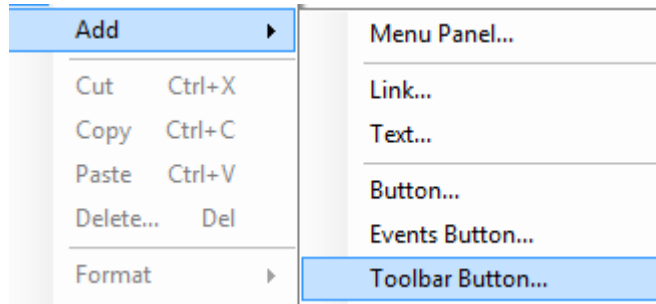 Add
Cut Ctrl+X
Copy Ctrl+C
Paste Ctrl+V
Delete... Del
Format
Menu Panel...
Link...
Text...
Button...
Events Button...
Toolbar Button...